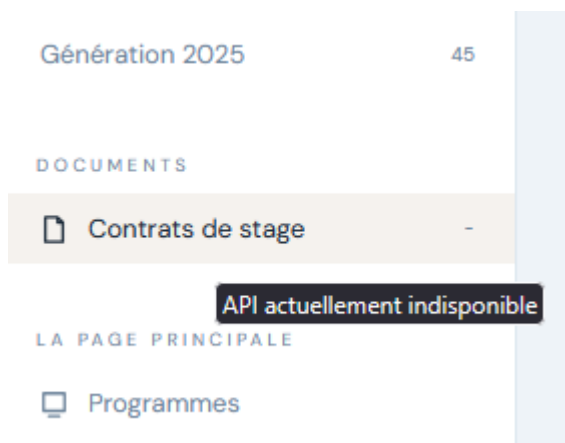 Génération 2025 45
DOCUMENTS
Contrats de stage -
API actuellement indisponible
LA PAGE PRINCIPALE
Programmes